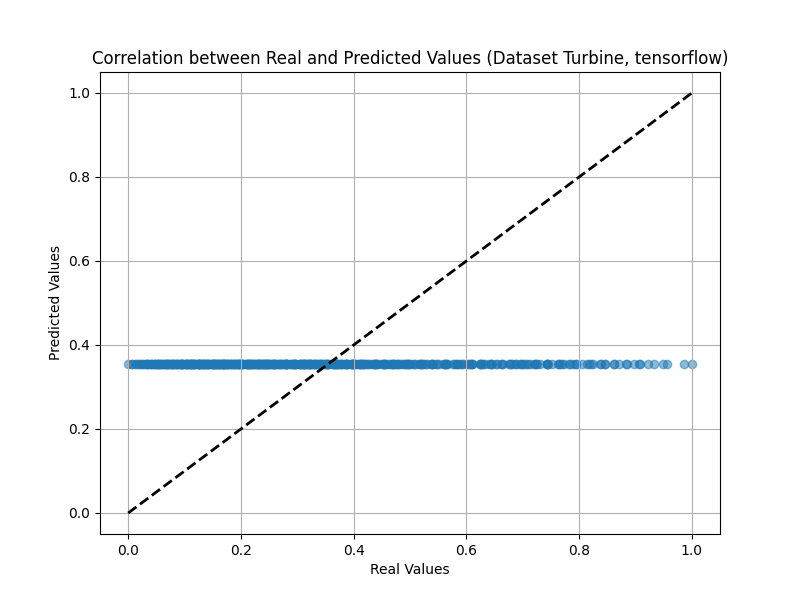 Correlation between Real and Predicted Values (Dataset Turbine, tensorflow)
1.0
0.8
0.6
0.4
0.2
0.0
Predicted Values
0.0 0.2 0.4 0.6 0.8 1.0
Real Values